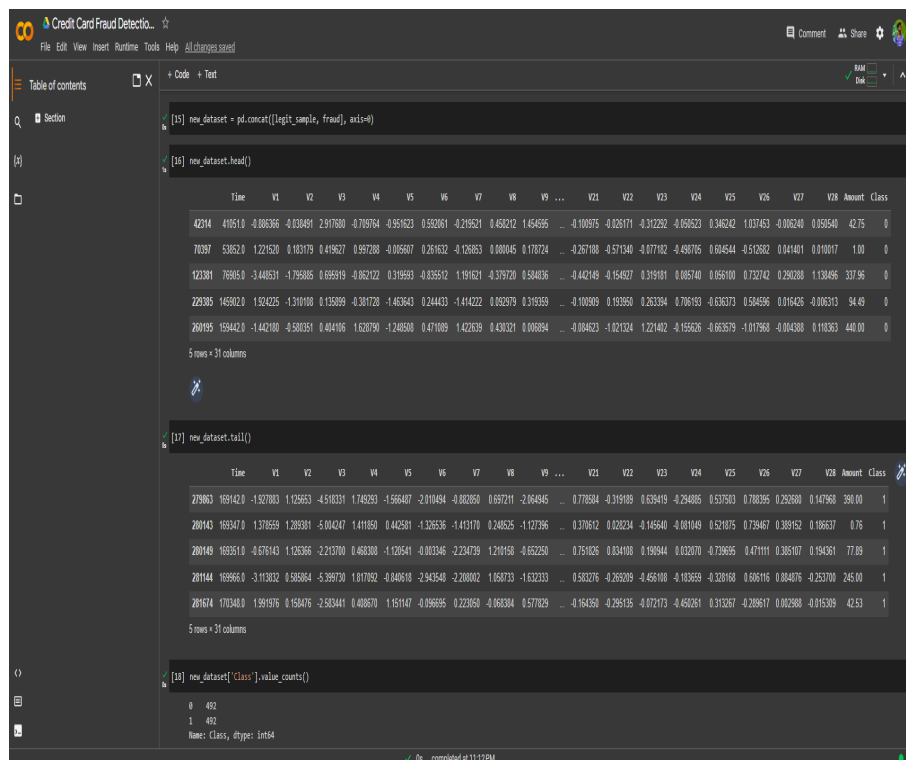 Credit Card Fraud Detectio...
File Edit View Insert Runtime Tools Help All changes saved
Comment Share
Table of contents
+ Code + Text
RAM
Disk
Section
[15] new_dataset = pd.concat([legit_sample, fraud], axis=0)
0s
[16] new_dataset.head()
1s
{x}
Time V1 V2 V3 V4 V5 V6 V7 V8 V9 ... V21 V22 V23 V24 V25 V26 V27 V28 Amount Class
42314 41051.0 -0.886366 -0.038491 2.917680 -0.709764 -0.951623 0.592061 -0.219521 0.458212 1.454595 ... -0.100975 -0.026171 -0.312292 -0.050523 0.346242 1.037453 -0.006240 0.050540 42.75 0
70397 53852.0 1.221520 0.183179 0.419627 0.997288 -0.005607 0.261632 -0.126853 0.080045 0.178724 ... -0.267188 -0.571340 -0.077182 -0.498705 0.604544 -0.512682 0.041401 0.010017 1.00 0
123381 76905.0 -3.448531 -1.795885 0.695919 -0.862122 0.319593 -0.835512 1.191621 -0.379720 0.584836 ... -0.442149 -0.154927 0.319181 0.085740 0.056100 0.732742 0.290288 1.138496 337.96 0
229385 145902.0 1.924225 -1.310108 0.135899 -0.381728 -1.463643 0.244433 -1.414222 0.092979 0.319359 ... -0.100909 0.193950 0.263394 0.706193 -0.636373 0.584596 0.016426 -0.006313 94.49 0
260195 159442.0 -1.442180 -0.580351 0.404106 1.628790 -1.248508 0.471089 1.422639 0.430321 0.006894 ... -0.084623 -1.021324 1.221402 -0.155626 -0.663579 -1.017968 -0.004388 0.118363 440.00 0
5 rows × 31 columns
[17] new_dataset.tail()
0s
Time V1 V2 V3 V4 V5 V6 V7 V8 V9 ... V21 V22 V23 V24 V25 V26 V27 V28 Amount Class
279863 169142.0 -1.927883 1.125653 -4.518331 1.749293 -1.566487 -2.010494 -0.882850 0.697211 -2.064945 ... 0.778584 -0.319189 0.639419 -0.294885 0.537503 0.788395 0.292680 0.147968 390.00 1
280143 169347.0 1.378559 1.289381 -5.004247 1.411850 0.442581 -1.326536 -1.413170 0.248525 -1.127396 ... 0.370612 0.028234 -0.145640 -0.081049 0.521875 0.739467 0.389152 0.186637 0.76 1
280149 169351.0 -0.676143 1.126366 -2.213700 0.468308 -1.120541 -0.003346 -2.234739 1.210158 -0.652250 ... 0.751826 0.834108 0.190944 0.032070 -0.739695 0.471111 0.385107 0.194361 77.89 1
281144 169966.0 -3.113832 0.585864 -5.399730 1.817092 -0.840618 -2.943548 -2.208002 1.058733 -1.632333 ... 0.583276 -0.269209 -0.456108 -0.183659 -0.328168 0.606116 0.884876 -0.253700 245.00 1
281674 170348.0 1.991976 0.158476 -2.583441 0.408670 1.151147 -0.096695 0.223050 -0.068384 0.577829 ... -0.164350 -0.295135 -0.072173 -0.450261 0.313267 -0.289617 0.002988 -0.015309 42.53 1
5 rows × 31 columns
[18] new_dataset['Class'].value_counts()
0s
0 492
1 492
Name: Class, dtype: int64
0s completed at 11:12 PM